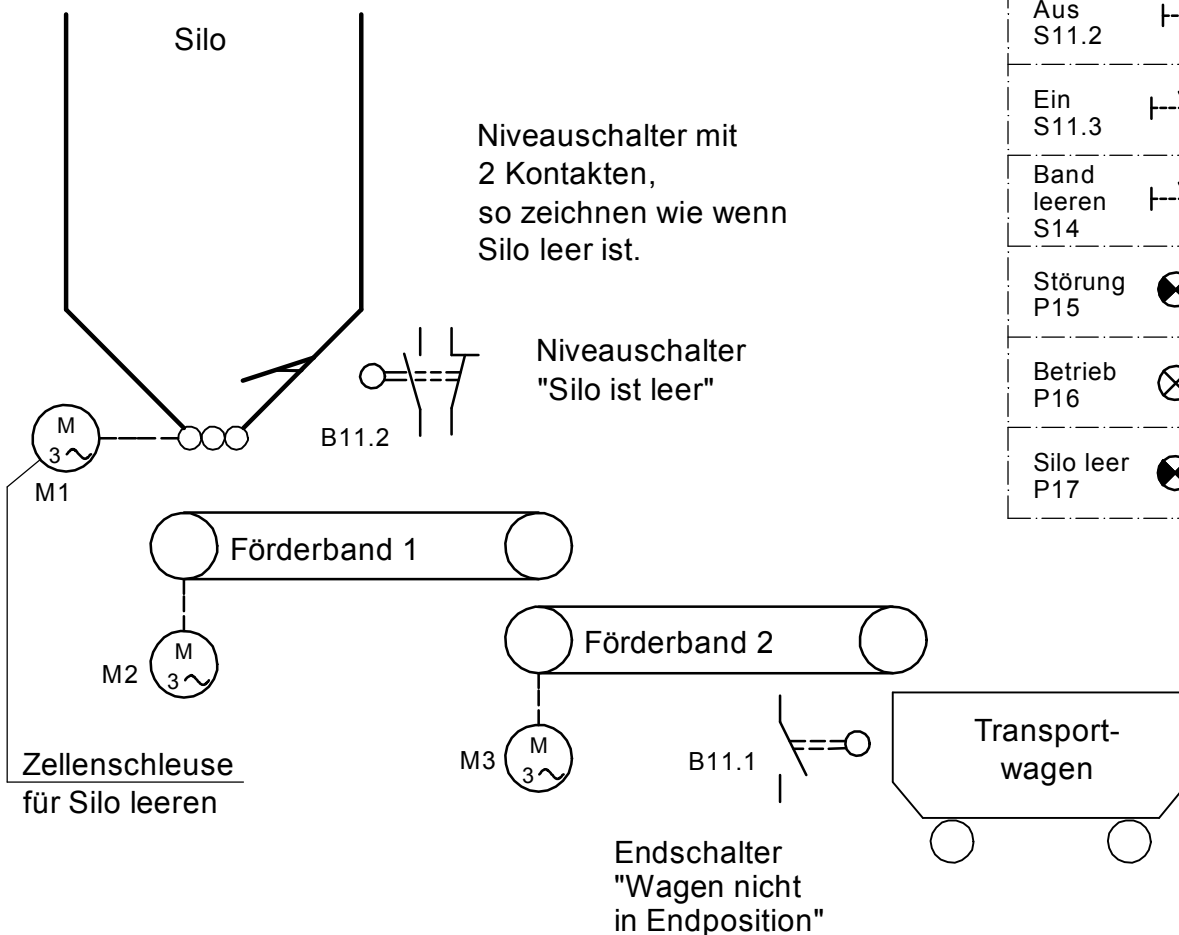 Silo
Niveauschalter mit
2 Kontakten,
so zeichnen wie wenn
Silo leer ist.
Niveauschalter
"Silo ist leer"
B11.2
M
3
M1
Förderband 1
M
3
M2
Förderband 2
M
3
M3
B11.1
Transport-
wagen
Zellenschleuse
für Silo leeren
Endschalter
"Wagen nicht
in Endposition"
Aus
S11.2
Ein
S11.3
Band
leeren
S14
Störung
P15
Betrieb
P16
Silo leer
P17